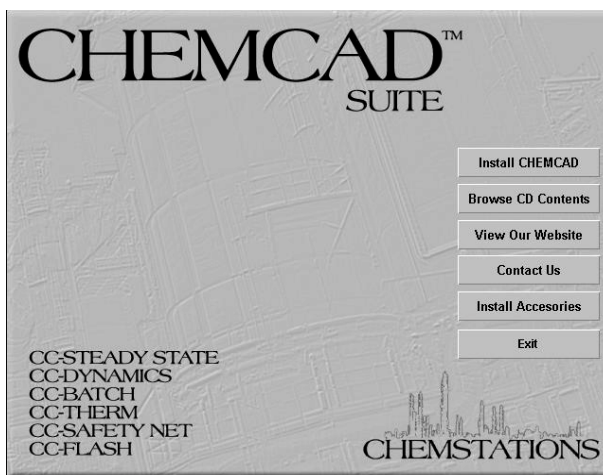 CHEMCAD™
SUITE
Install CHEMCAD
Browse CD Contents
View Our Website
Contact Us
Install Accesories
Exit
CC-STEADY STATE
CC-DYNAMICS
CC-BATCH
CC-THERM
CC-SAFETY NET
CC-FLASH
CHEMSTATIONS